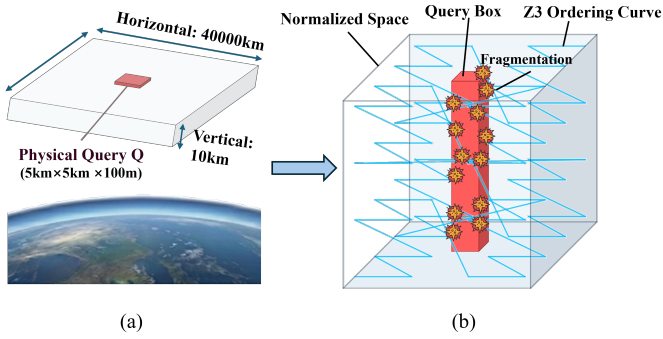 Horizontal: 40000km
Vertical:
10km
Physical Query Q
(5km×5km ×100m)
(a)
Query Box
Z3 Ordering Curve
Normalized Space
Fragmentation
(b)